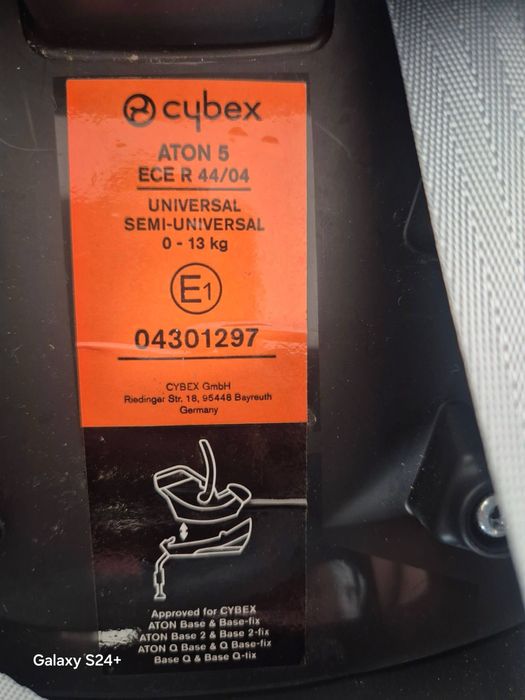 cybex
ATON 5
ECE R 44/04
UNIVERSAL
SEMI-UNIVERSAL
0 - 13 kg
E1
04301297
CYBEX GmbH
Riedinger Str. 18, 95448 Bayreuth
Germany
Approved for CYBEX
ATON Base & Base-fix
ATON Base 2 & Base 2-fix
ATON Q Base & Q Base-fix
Base Q & Base Q-fix
Galaxy S24+